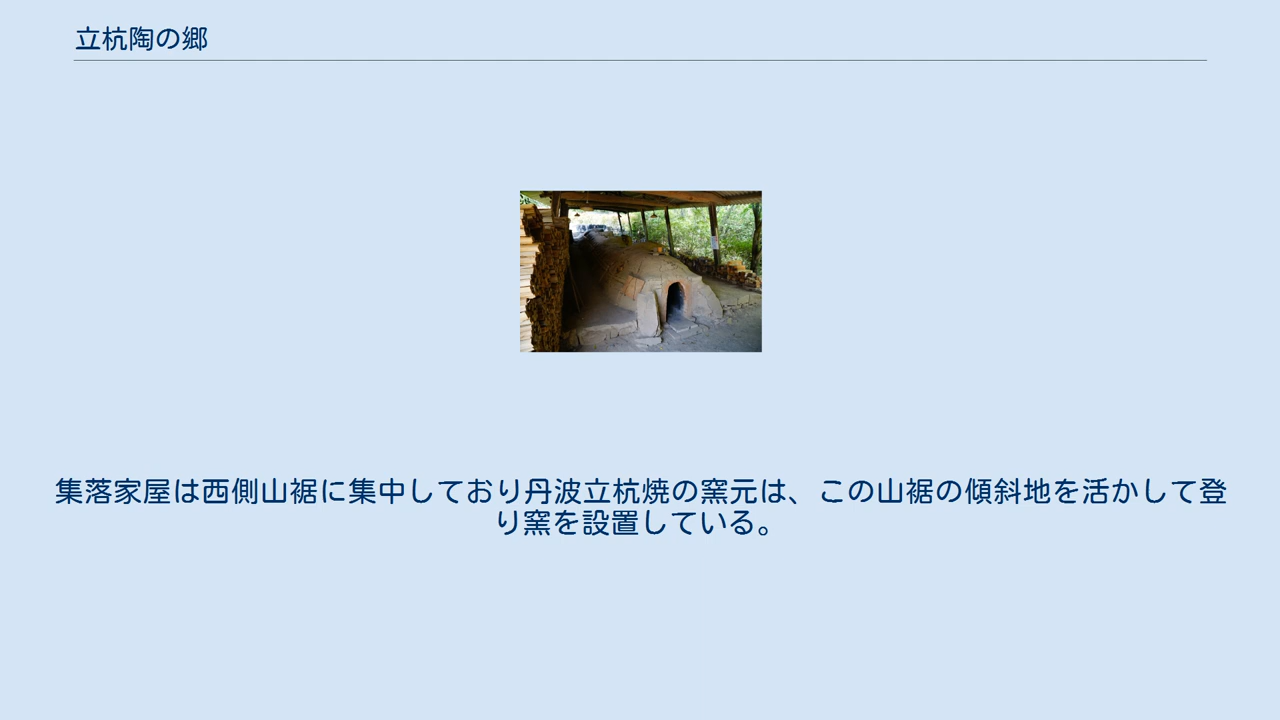 立杭陶の郷
集落家屋は西側山裾に集中しており丹波立杭焼の窯元は、この山裾の傾斜地を活かして登
り窯を設置している。